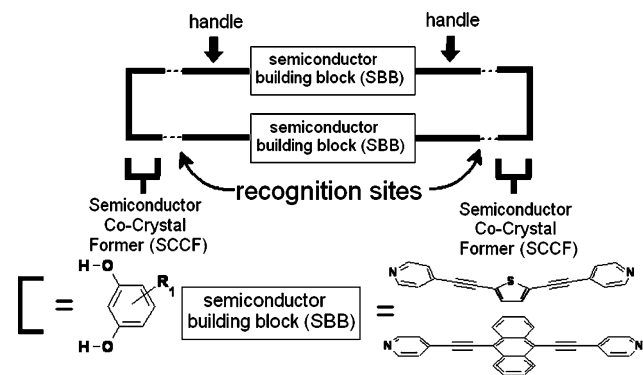 handle
handle
semiconductor
building block (SBB)
semiconductor
building block (SBB)
recognition sites
Semiconductor
Co-Crystal
Former (SCCF)
Semiconductor
Co-Crystal
Former (SCCF)
H-O
R1
H-O
=
semiconductor
building block (SBB)
=
N
S
N
N
N